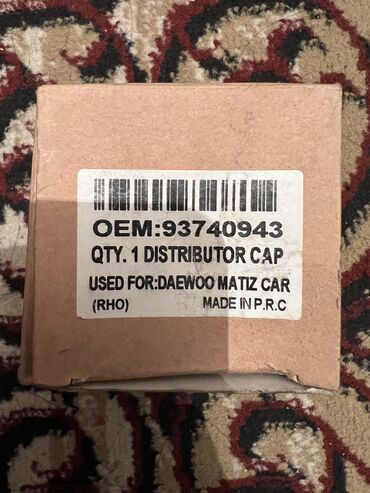 OEM:93740943
QTY. 1 DISTRIBUTOR CAP
USED FOR:DAEWOO MATIZ CAR
(RHO) MADE IN P.R.C